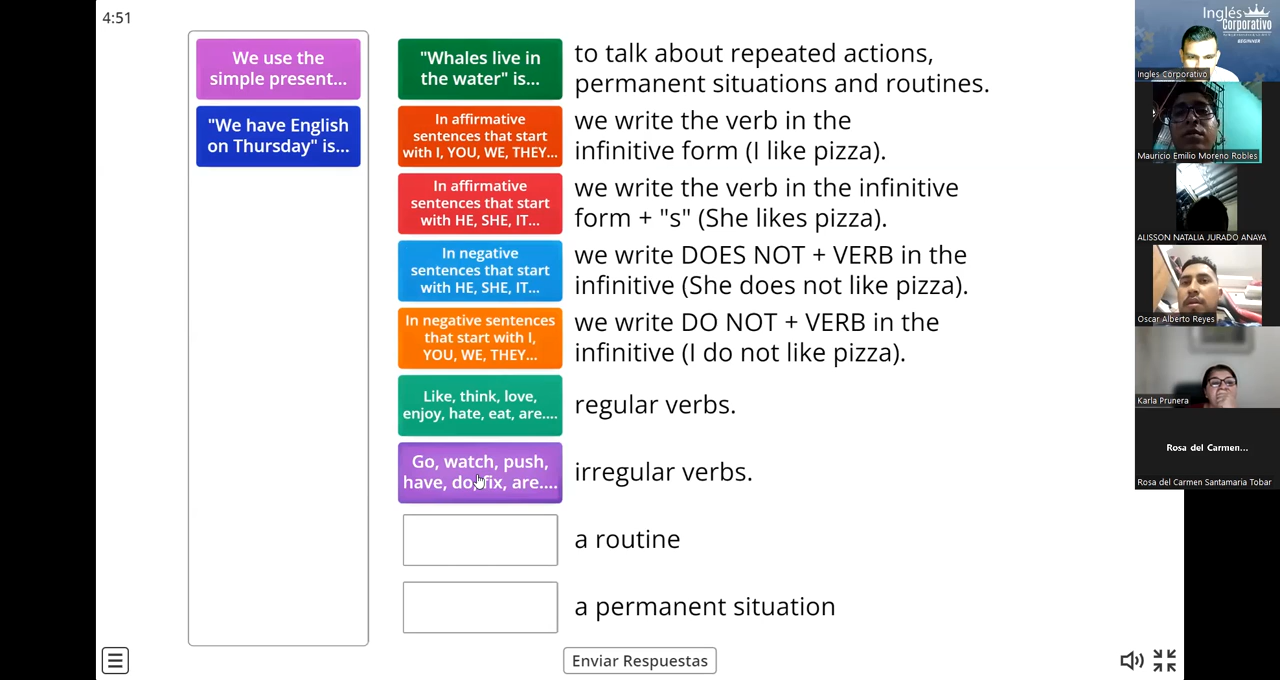 4:51
We use the
simple present...
"We have English
on Thursday" is...
"Whales live in
the water" is...
to talk about repeated actions,
permanent situations and routines.
In affirmative
sentences that start
with I, YOU, WE, THEY...
we write the verb in the
infinitive form (I like pizza).
In affirmative
sentences that start
with HE, SHE, IT...
we write the verb in the infinitive
form + "s" (She likes pizza).
In negative
sentences that start
with HE, SHE, IT...
we write DOES NOT + VERB in the
infinitive (She does not like pizza).
In negative sentences
that start with I,
YOU, WE, THEY...
we write DO NOT + VERB in the
infinitive (I do not like pizza).
Like, think, love,
enjoy, hate, eat, are....
regular verbs.
Go, watch, push,
have, do, fix, are....
irregular verbs.
a routine
a permanent situation
Enviar Respuestas
Inglés
Corporativo
BEGINNER
Ingles Corporativo
Mauricio Emilio Moreno Robles
ALISSON NATALIA JURADO ANAYA
Oscar Alberto Reyes
Karla Prunera
Rosa del Carmen...
Rosa del Carmen Santamaria Tobar